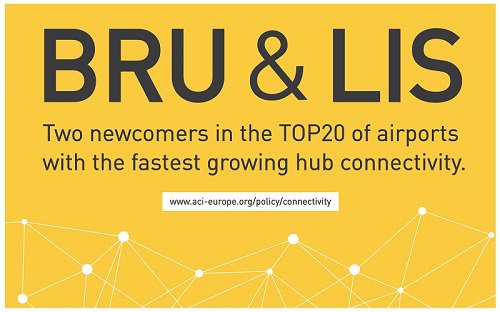 BRU & LIS
Two newcomers in the TOP20 of airports
with the fastest growing hub connectivity.
www.aci-europe.org/policy/connectivity